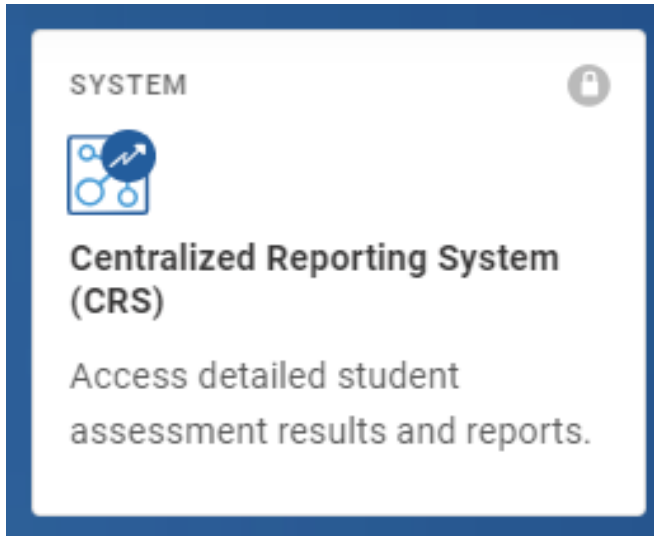 SYSTEM
Centralized Reporting System
(CRS)
Access detailed student
assessment results and reports.